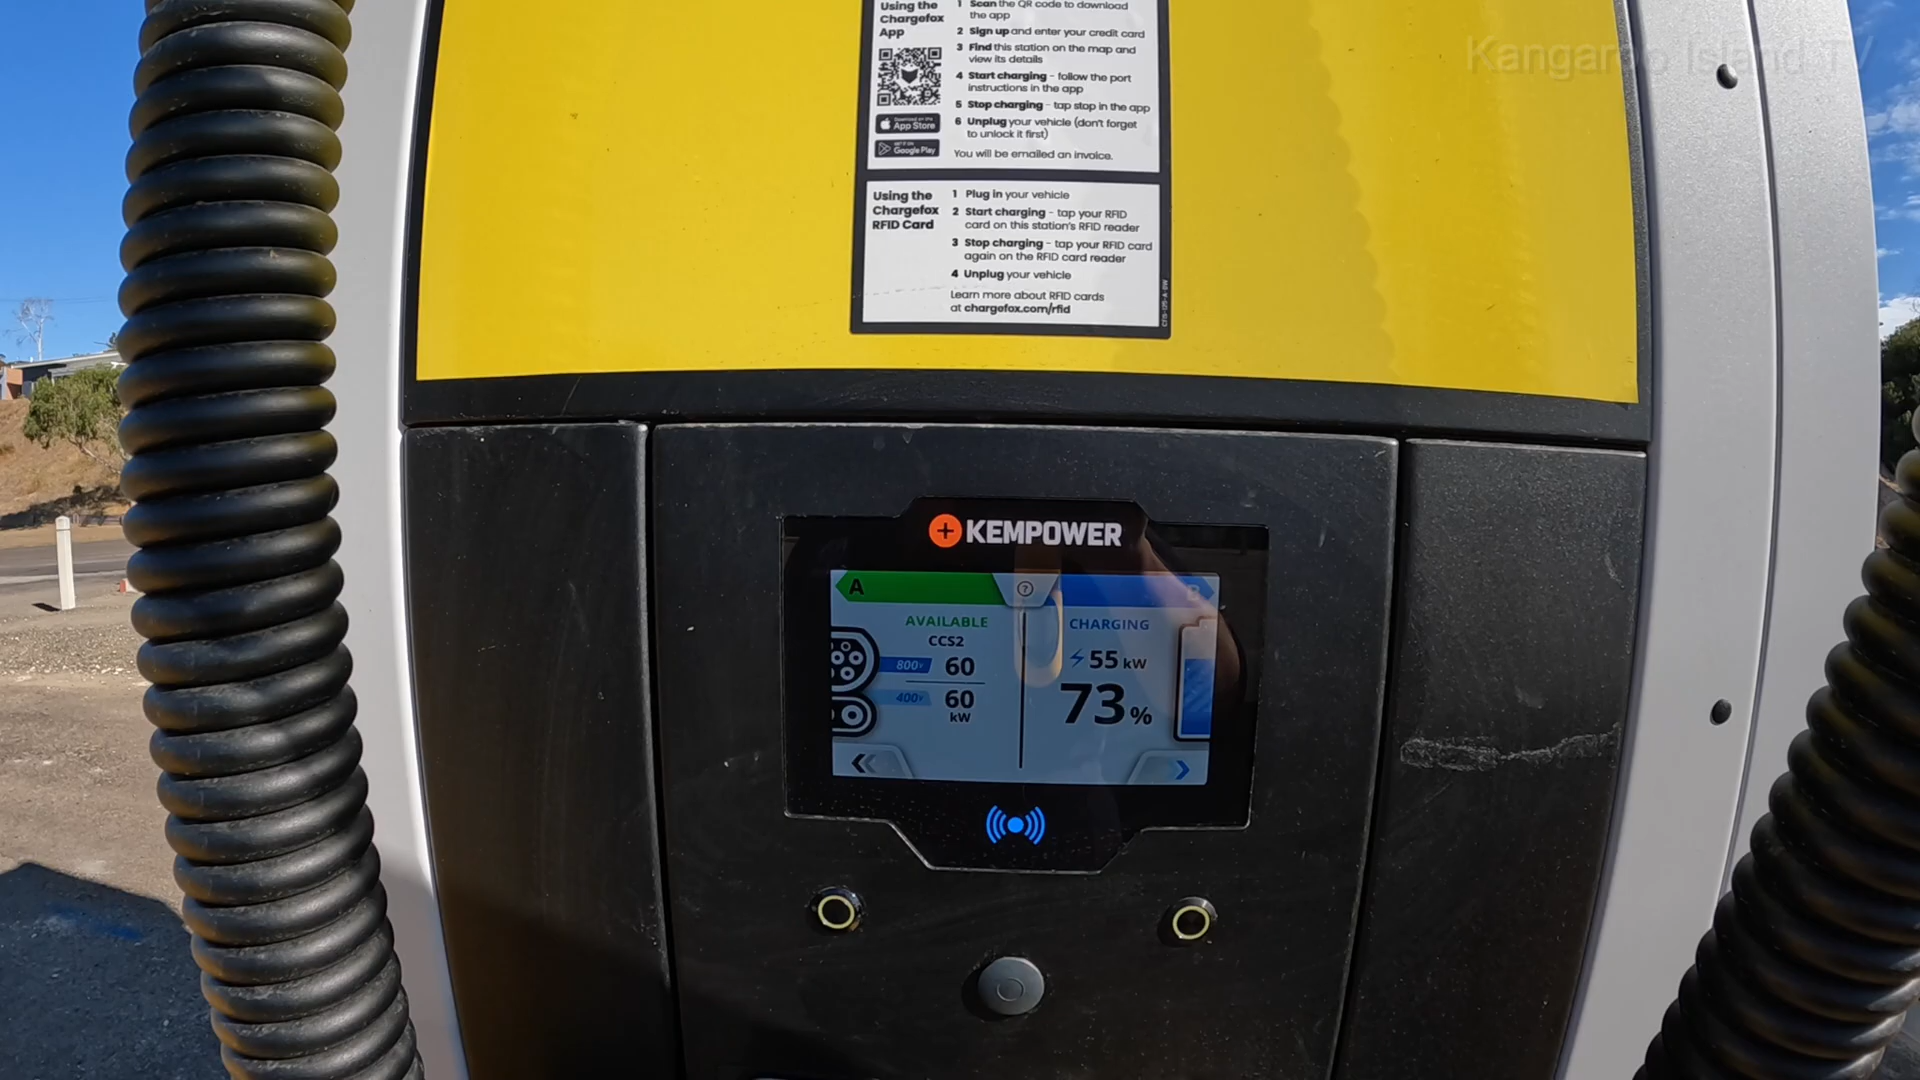 Kangaroo Island TV
Using the
Chargefox
App
1 Scan the QR code to download
the app
2 Sign up and enter your credit card
3 Find this station on the map and
view its details
4 Start charging - follow the port
instructions in the app
5 Stop charging - tap stop in the app
6 Unplug your vehicle (don't forget
to unlock it first)
You will be emailed an invoice.
Download on the
App Store
GET IT ON
Google Play
Using the
Chargefox
RFID Card
1 Plug in your vehicle
2 Start charging - tap your RFID
card on this station's RFID reader
3 Stop charging - tap your RFID card
again on the RFID card reader
4 Unplug your vehicle
Learn more about RFID cards
at chargefox.com/rfid
KEMPOWER
A
?
B
AVAILABLE
CCS2
800V 60
400V 60
kW
CHARGING
55 kW
73%